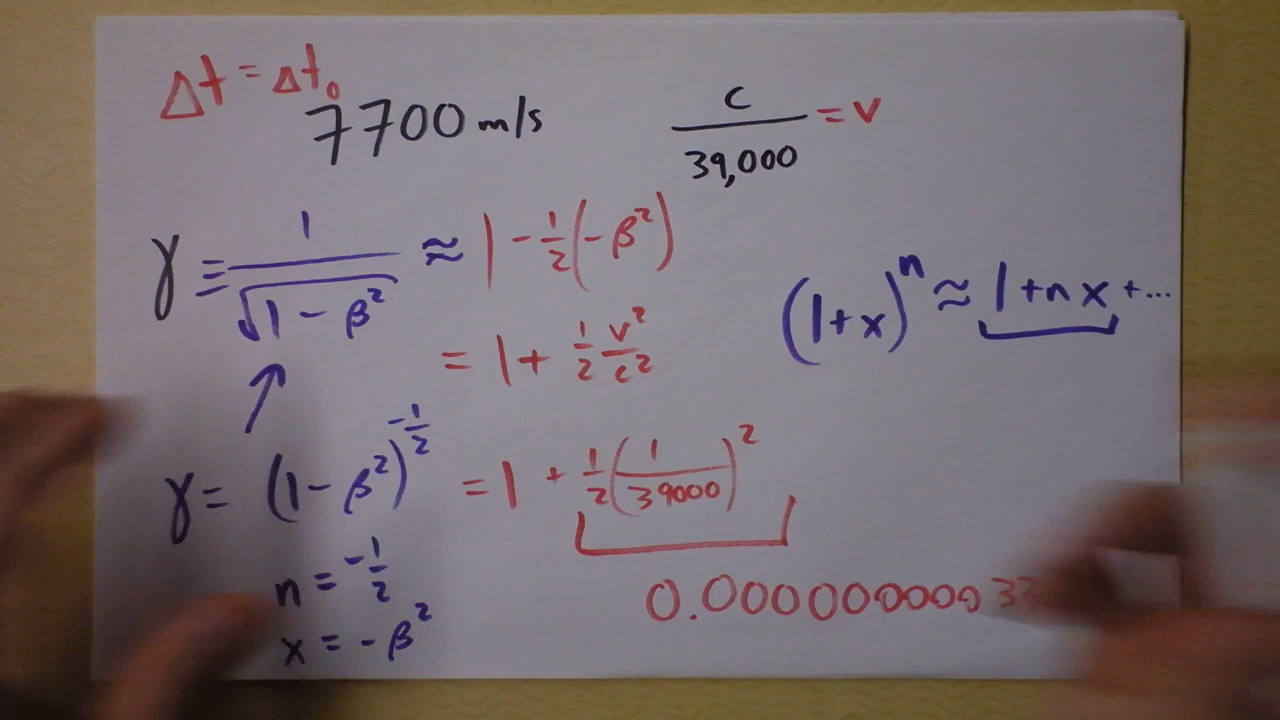 Δt = Δt₀
7700 m/s
c/39,000 = v
γ = 1/√(1 - β²) ≈ 1 - 1/2(-β²)
= 1 + 1/2 v²/c²
(1+x)ⁿ ≈ 1 + nx + ...
γ = (1 - β²)^(-1/2) = 1 + 1/2(1/39000)²
n = -1/2
x = -β²
0.000000000